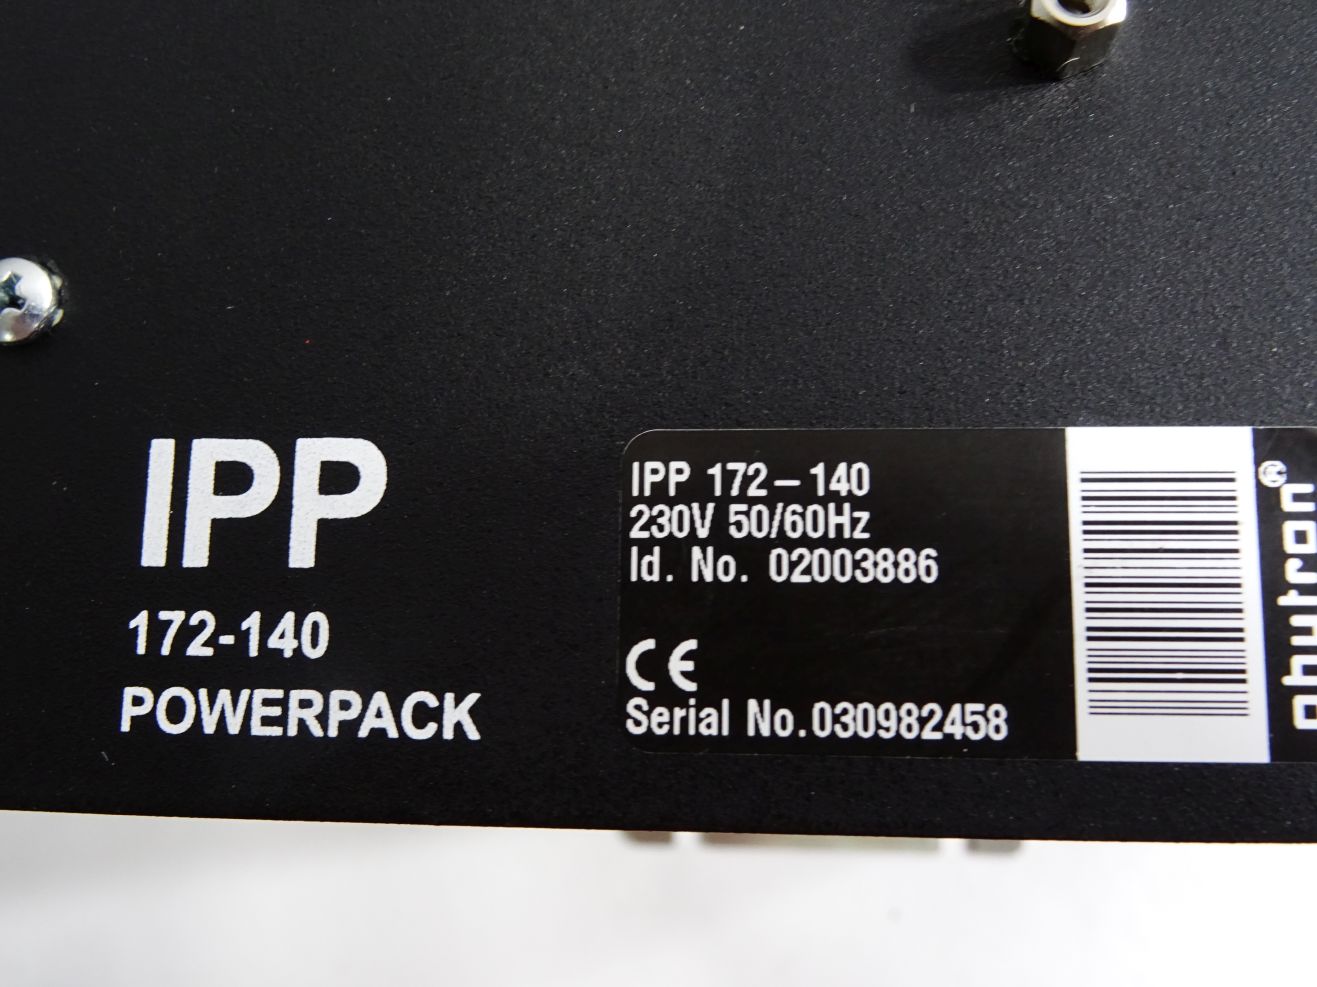 IPP
172-140
POWERPACK
IPP 172-140
230V 50/60Hz
Id. No. 02003886
CE
Serial No.030982458
phytron®